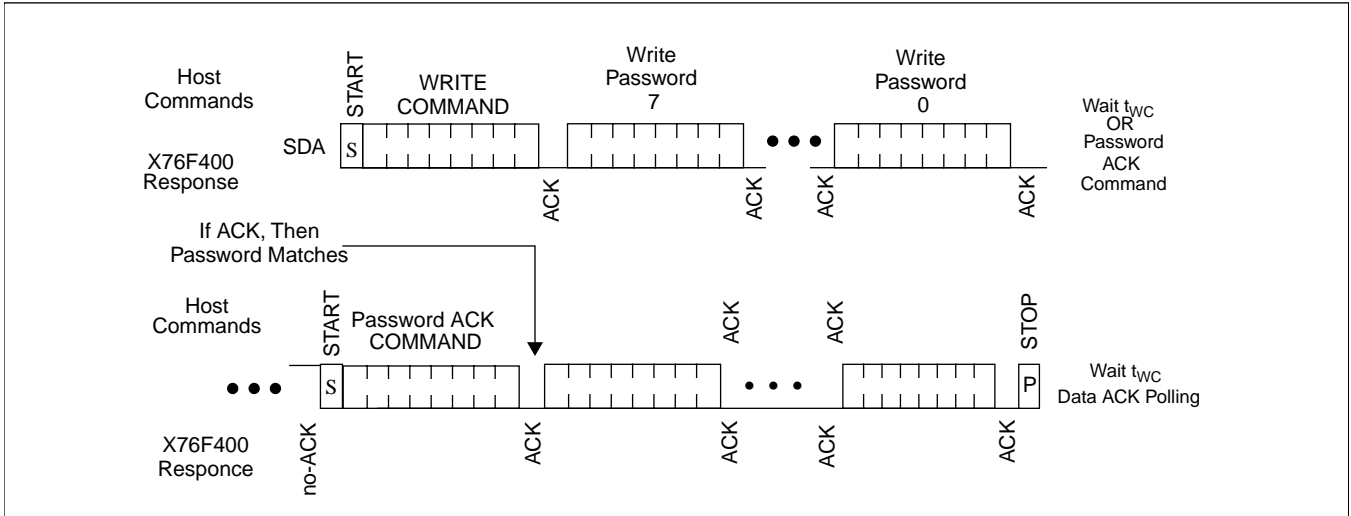 Host
Commands
START
WRITE
COMMAND
Write
Password
7
Write
Password
0
Wait tWC
OR
Password
ACK
Command
SDA
S
X76F400
Response
ACK
ACK
ACK
ACK
If ACK, Then
Password Matches
Host
Commands
START
Password ACK
COMMAND
ACK
ACK
STOP
S
P
Wait tWC
Data ACK Polling
X76F400
Responce
no-ACK
ACK
ACK
ACK
ACK